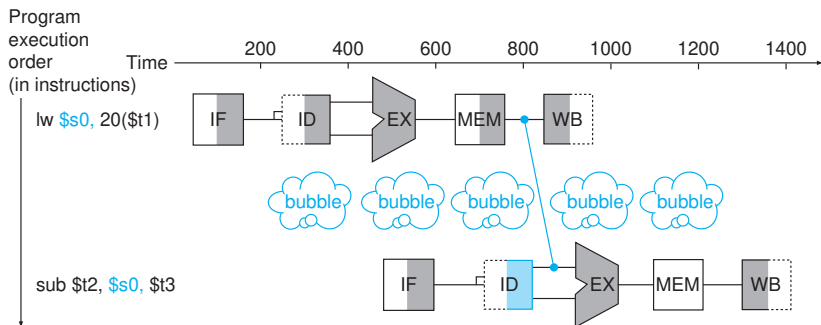 Program
execution
order
(in instructions)
Time
200 400 600 800 1000 1200 1400
lw $s0, 20($t1)
IF ID EX MEM WB
bubble bubble bubble bubble bubble
sub $t2, $s0, $t3
IF ID EX MEM WB